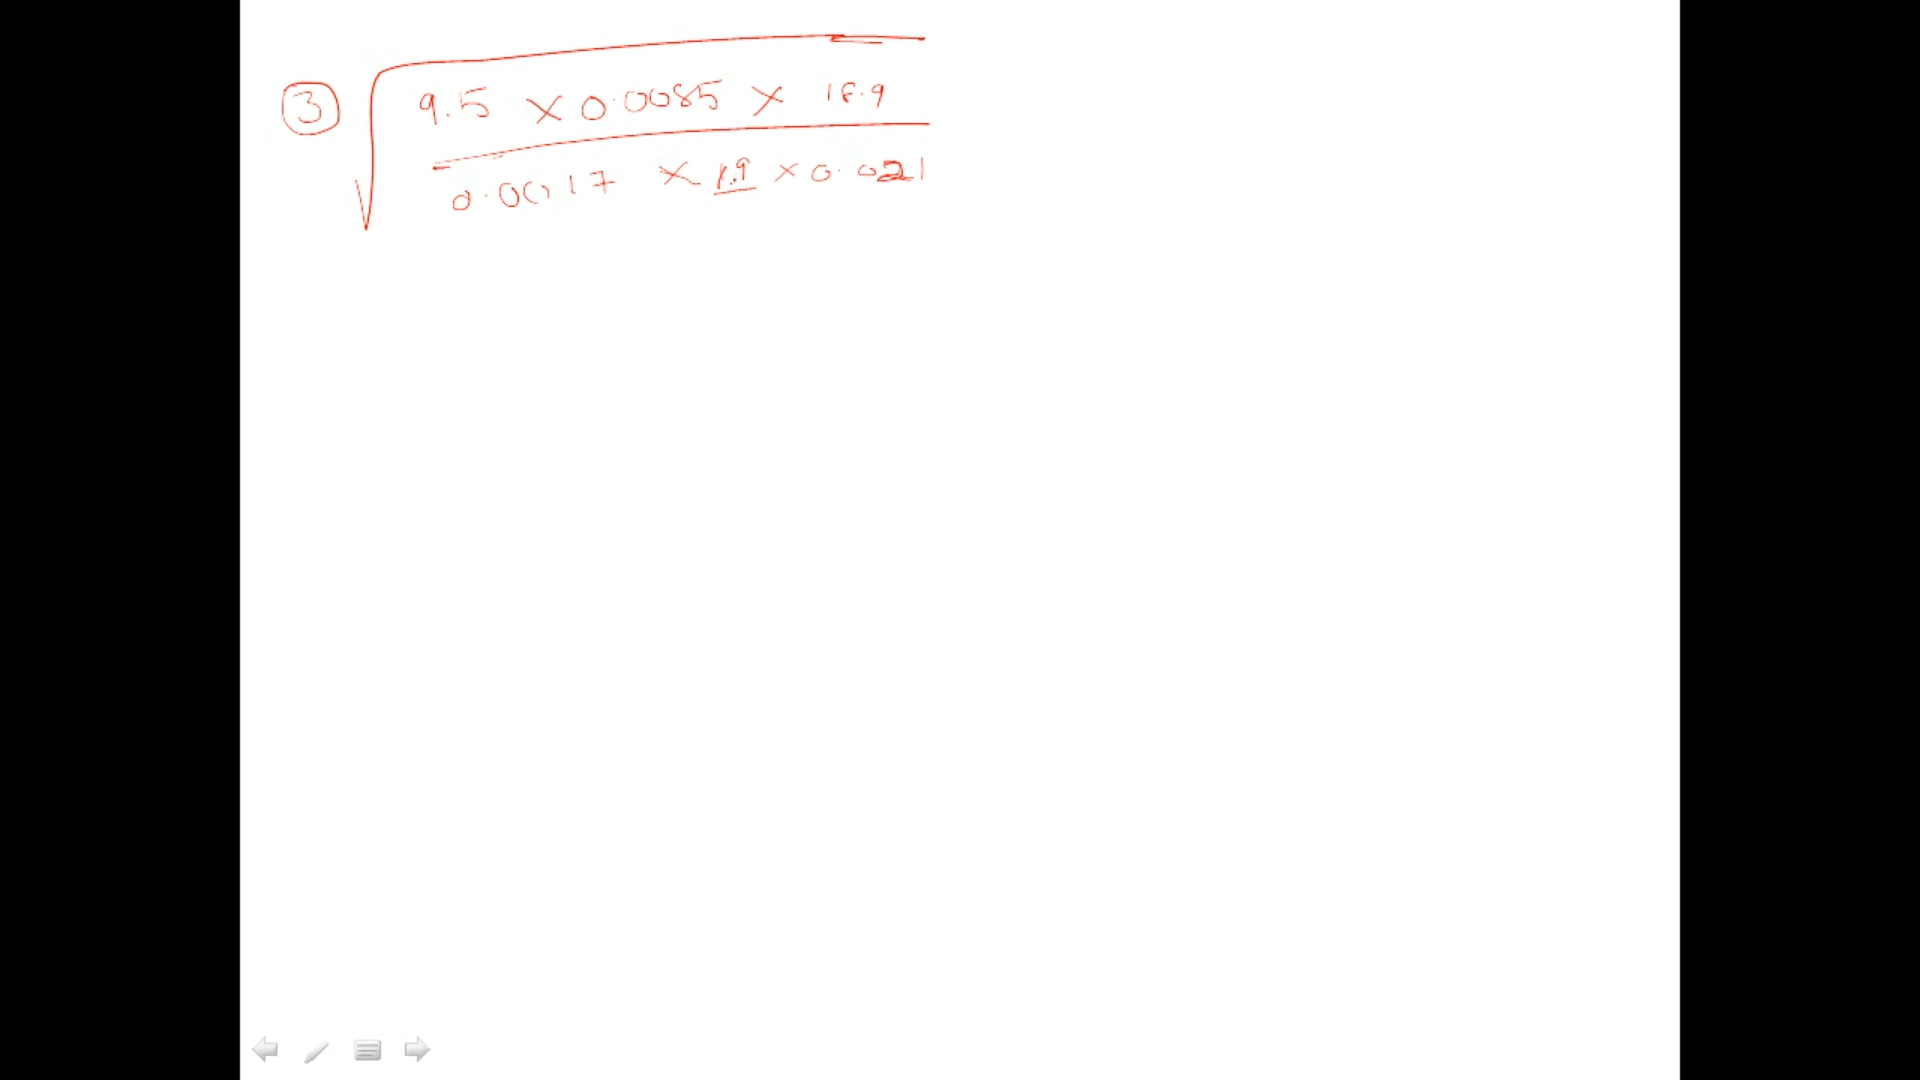 ③ √
9.5 × 0.0085 × 18.9
0.0017 × 1.9 × 0.021